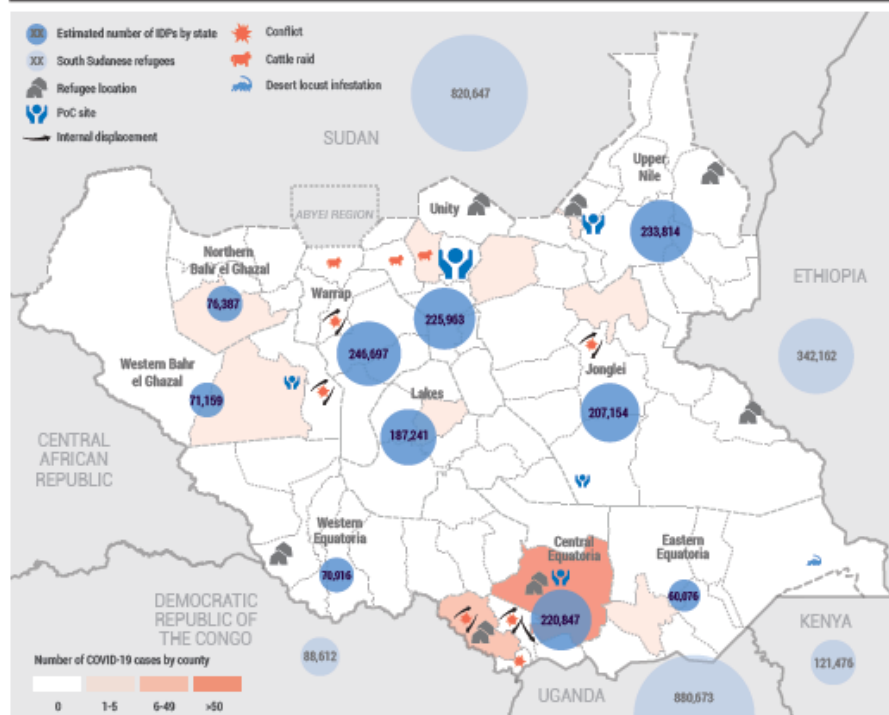 XX Estimated number of IDPs by state
Conflict
XX South Sudanese refugees
Cattle raid
Refugee location
Desert locust infestation
PoC site
Internal displacement
820,647
SUDAN
Upper
Nile
Unity
ABYEI REGION
233,814
Northern
Bahr el Ghazal
ETHIOPIA
76,387
Warrap
225,963
246,697
342,162
Western Bahr
el Ghazal
Jonglei
71,159
Lakes
207,154
187,241
CENTRAL
AFRICAN
REPUBLIC
Western
Equatoria
Central
Equatoria
Eastern
Equatoria
70,916
60,076
DEMOCRATIC
REPUBLIC OF
THE CONGO
220,847
KENYA
88,612
121,476
Number of COVID-19 cases by county
0 1-5 6-49 >50
UGANDA
880,673